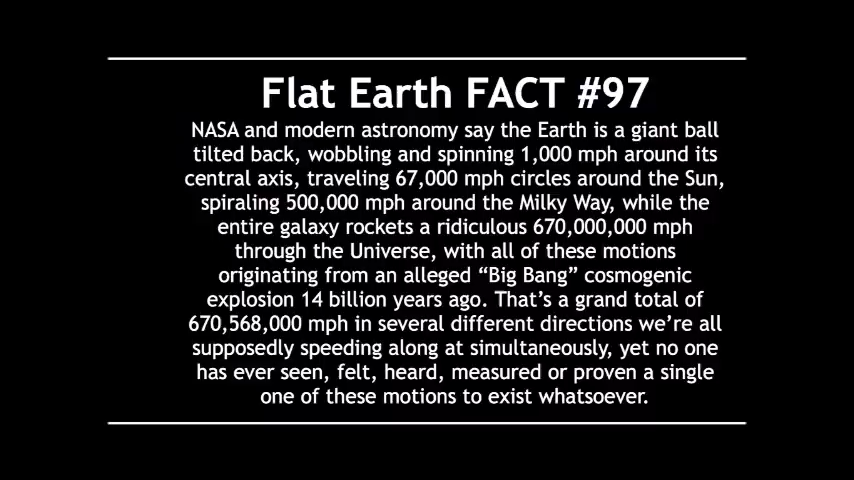 Flat Earth FACT #97
NASA and modern astronomy say the Earth is a giant ball
tilted back, wobbling and spinning 1,000 mph around its
central axis, traveling 67,000 mph circles around the Sun,
spiraling 500,000 mph around the Milky Way, while the
entire galaxy rockets a ridiculous 670,000,000 mph
through the Universe, with all of these motions
originating from an alleged “Big Bang” cosmogenic
explosion 14 billion years ago. That’s a grand total of
670,568,000 mph in several different directions we’re all
supposedly speeding along at simultaneously, yet no one
has ever seen, felt, heard, measured or proven a single
one of these motions to exist whatsoever.